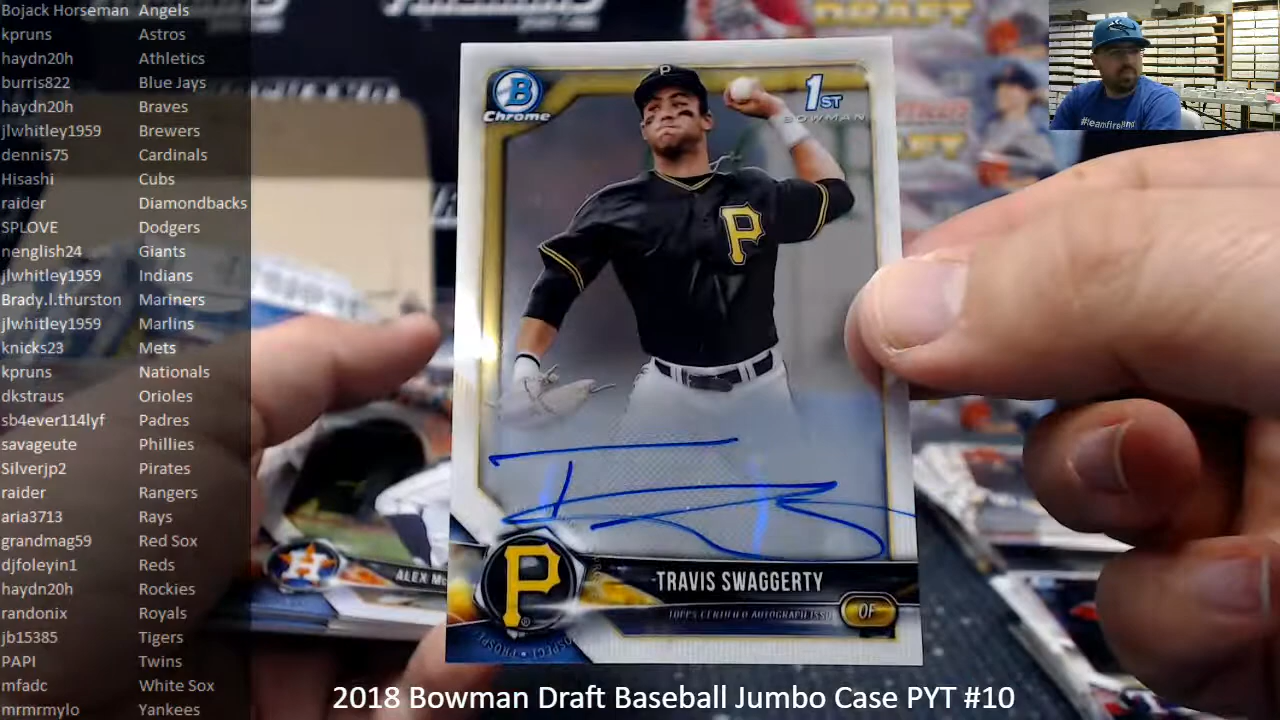 Bojack Horseman Angels
kpruns Astros
haydn20h Athletics
burris822 Blue Jays
haydn20h Braves
jlwhitley1959 Brewers
dennis75 Cardinals
Hisashi Cubs
raider Diamondbacks
SPLOVE Dodgers
nenglish24 Giants
jlwhitley1959 Indians
Brady.l.thurston Mariners
jlwhitley1959 Marlins
knicks23 Mets
kpruns Nationals
dkstraus Orioles
sb4ever114lyf Padres
savageute Phillies
Silverjp2 Pirates
raider Rangers
aria3713 Rays
grandmag59 Red Sox
djfoleyin1 Reds
haydn20h Rockies
randonix Royals
jb15385 Tigers
PAPI Twins
mfadc White Sox
mrmrmylo Yankees
B
Chrome
1ST
BOWMAN
P
P
P
TRAVIS SWAGGERTY
TOPPS CERTIFIED AUTOGRAPH ISSUE
OF
H
ALEX
DRAFT
#teamfireland
2018 Bowman Draft Baseball Jumbo Case PYT #10